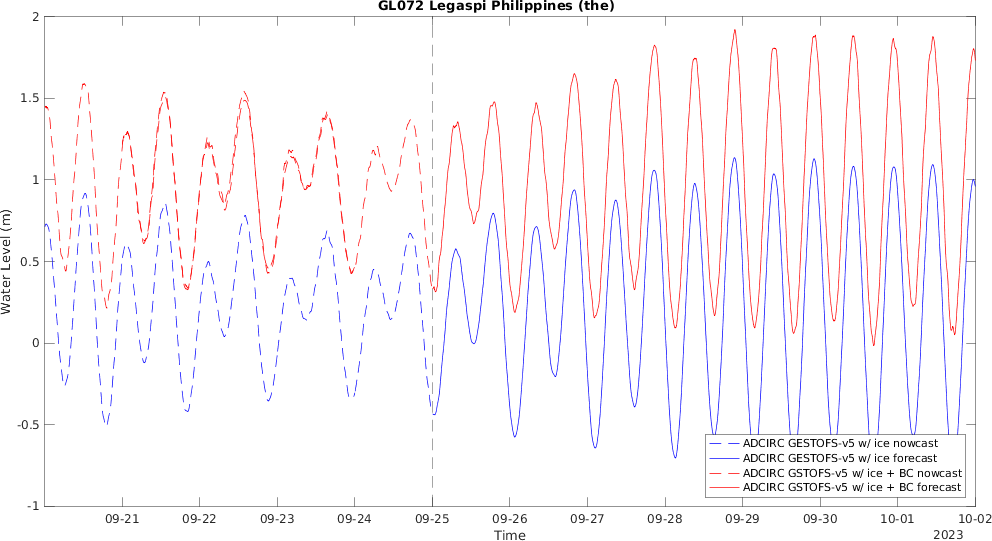 GL072 Legaspi Philippines (the)
2
1.5
1
0.5
0
-0.5
-1
Water Level (m)
ADCIRC GESTOFS-v5 w/ ice nowcast
ADCIRC GESTOFS-v5 w/ ice forecast
ADCIRC GSTOFS-v5 w/ ice + BC nowcast
ADCIRC GSTOFS-v5 w/ ice + BC forecast
09-21 09-22 09-23 09-24 09-25 09-26 09-27 09-28 09-29 09-30 10-01 10-02
Time
2023